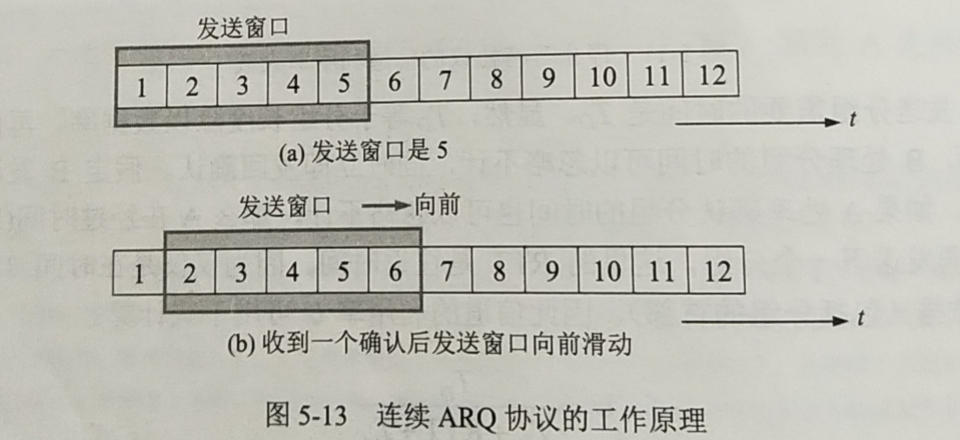 发送窗口
1 2 3 4 5 6 7 8 9 10 11 12
t
(a) 发送窗口是 5
发送窗口 向前
1 2 3 4 5 6 7 8 9 10 11 12
t
(b) 收到一个确认后发送窗口向前滑动
图 5-13 连续 ARQ 协议的工作原理